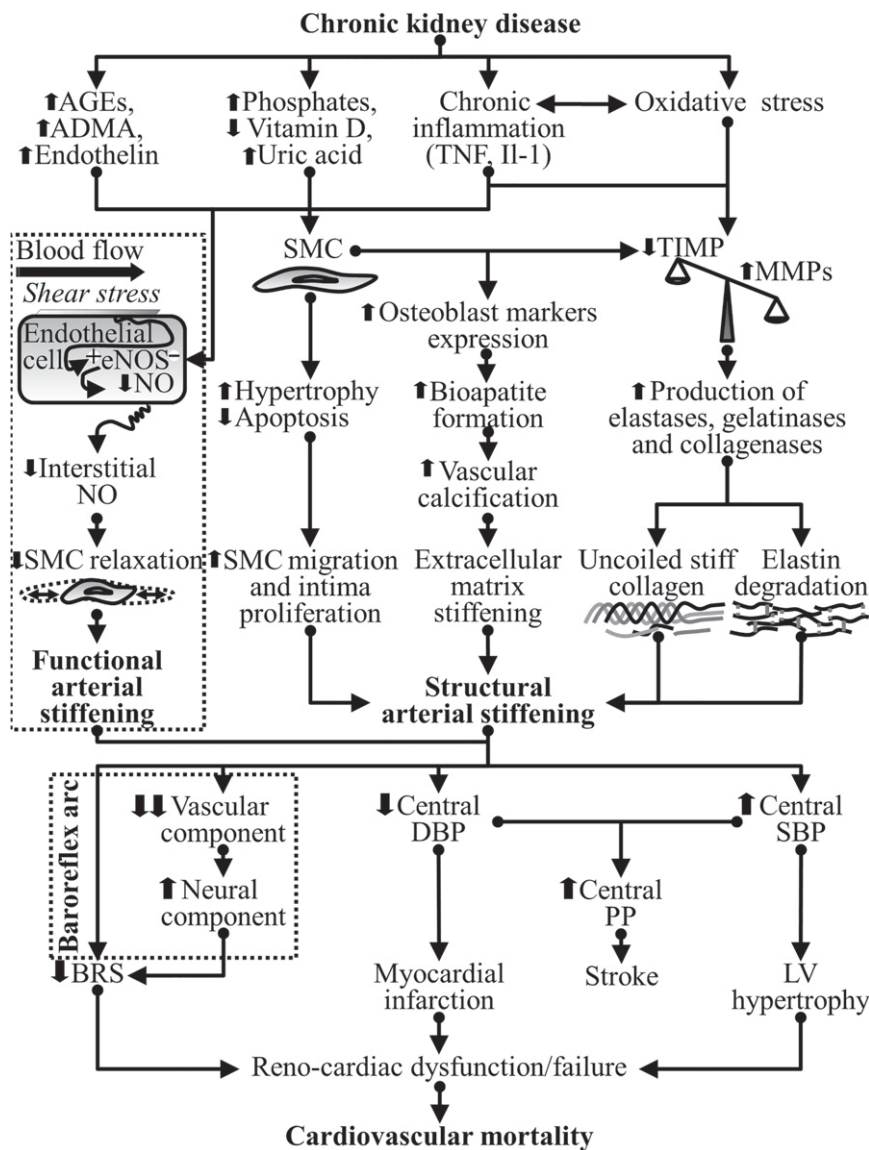 Chronic kidney disease
⬆AGEs,
⬆ADMA,
⬆Endothelin
⬆Phosphates,
⬇Vitamin D,
⬆Uric acid
Chronic
inflammation
(TNF, Il-1)
Oxidative stress
Blood flow
Shear stress
Endothelial
cell +eNOS-
⬇NO
⬇Interstitial
NO
⬇SMC relaxation
Functional
arterial
stiffening
SMC
⬆Hypertrophy
⬇Apoptosis
⬆SMC migration
and intima
proliferation
⬆Osteoblast markers
expression
⬆Bioapatite
formation
⬆Vascular
calcification
Extracellular
matrix
stiffening
⬇TIMP
⬆MMPs
⬆Production of
elastases, gelatinases
and collagenases
Uncoiled stiff
collagen
Elastin
degradation
Structural
arterial stiffening
Baroreflex arc
⬇⬇Vascular
component
⬆Neural
component
⬇BRS
⬇Central
DBP
Myocardial
infarction
⬆Central
PP
Stroke
⬆Central
SBP
LV
hypertrophy
Reno-cardiac dysfunction/failure
Cardiovascular mortality